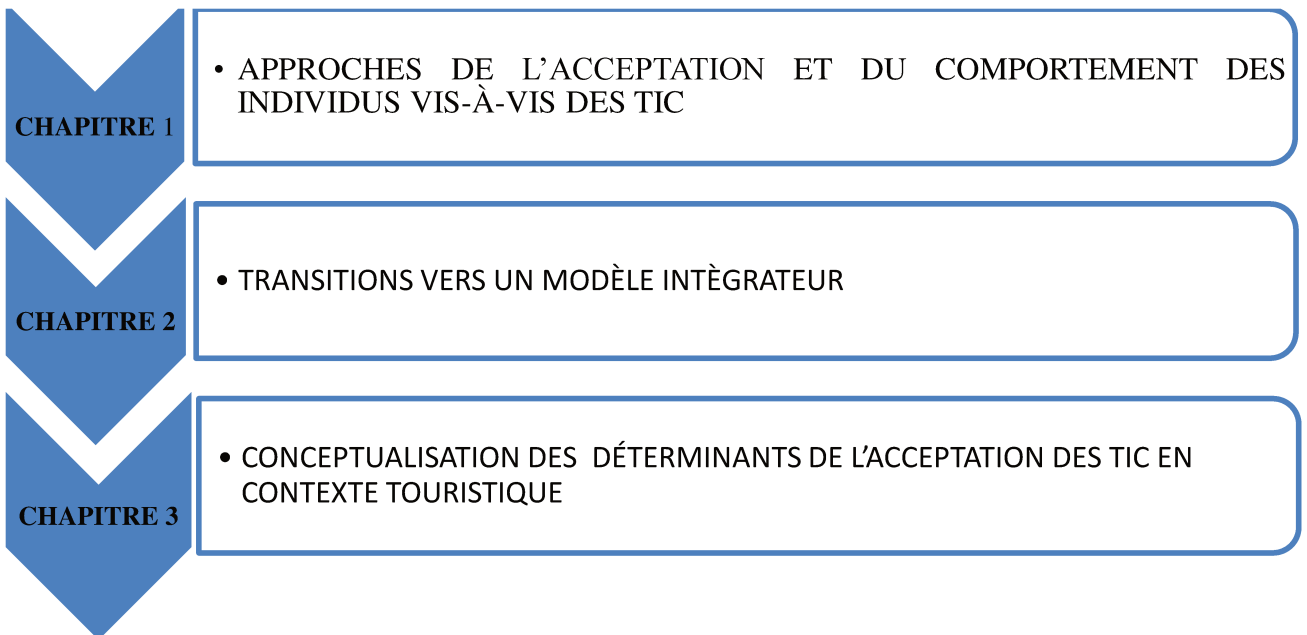 • APPROCHES DE L’ACCEPTATION ET DU COMPORTEMENT DES
INDIVIDUS VIS-À-VIS DES TIC
CHAPITRE 1
• TRANSITIONS VERS UN MODÈLE INTÈGRATEUR
CHAPITRE 2
• CONCEPTUALISATION DES DÉTERMINANTS DE L’ACCEPTATION DES TIC EN
CONTEXTE TOURISTIQUE
CHAPITRE 3